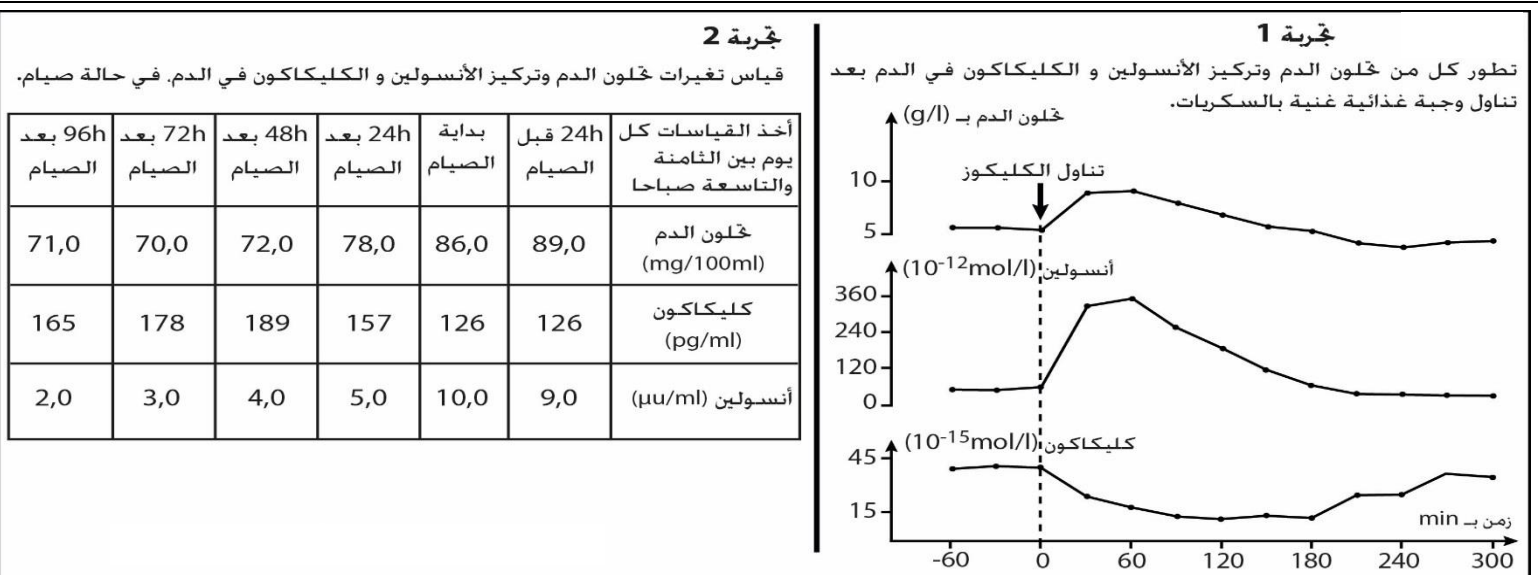 تجربة 1
تطور كل من تحلون الدم وتركيز الأنسولين و الكليكاكون في الدم بعد
تناول وجبة غذائية غنية بالسكريات.
تحلون الدم بـ (g/l)
تناول الكليكوز
10
5
أنسولين (10-12mol/l)
360
240
120
0
كليكاكون (10-15mol/l)
45
15
زمن بـ min
-60 0 60 120 180 240 300
تجربة 2
قياس تغيرات تحلون الدم وتركيز الأنسولين و الكليكاكون في الدم. في حالة صيام.
أخذ القياسات كل يوم بين الثامنة والتاسعة صباحا | 24h قبل الصيام | بداية الصيام | 24h بعد الصيام | 48h بعد الصيام | 72h بعد الصيام | 96h بعد الصيام
تحلون الدم (mg/100ml) | 89,0 | 86,0 | 78,0 | 72,0 | 70,0 | 71,0
كليكاكون (pg/ml) | 126 | 126 | 157 | 189 | 178 | 165
أنسولين (µu/ml) | 9,0 | 10,0 | 5,0 | 4,0 | 3,0 | 2,0